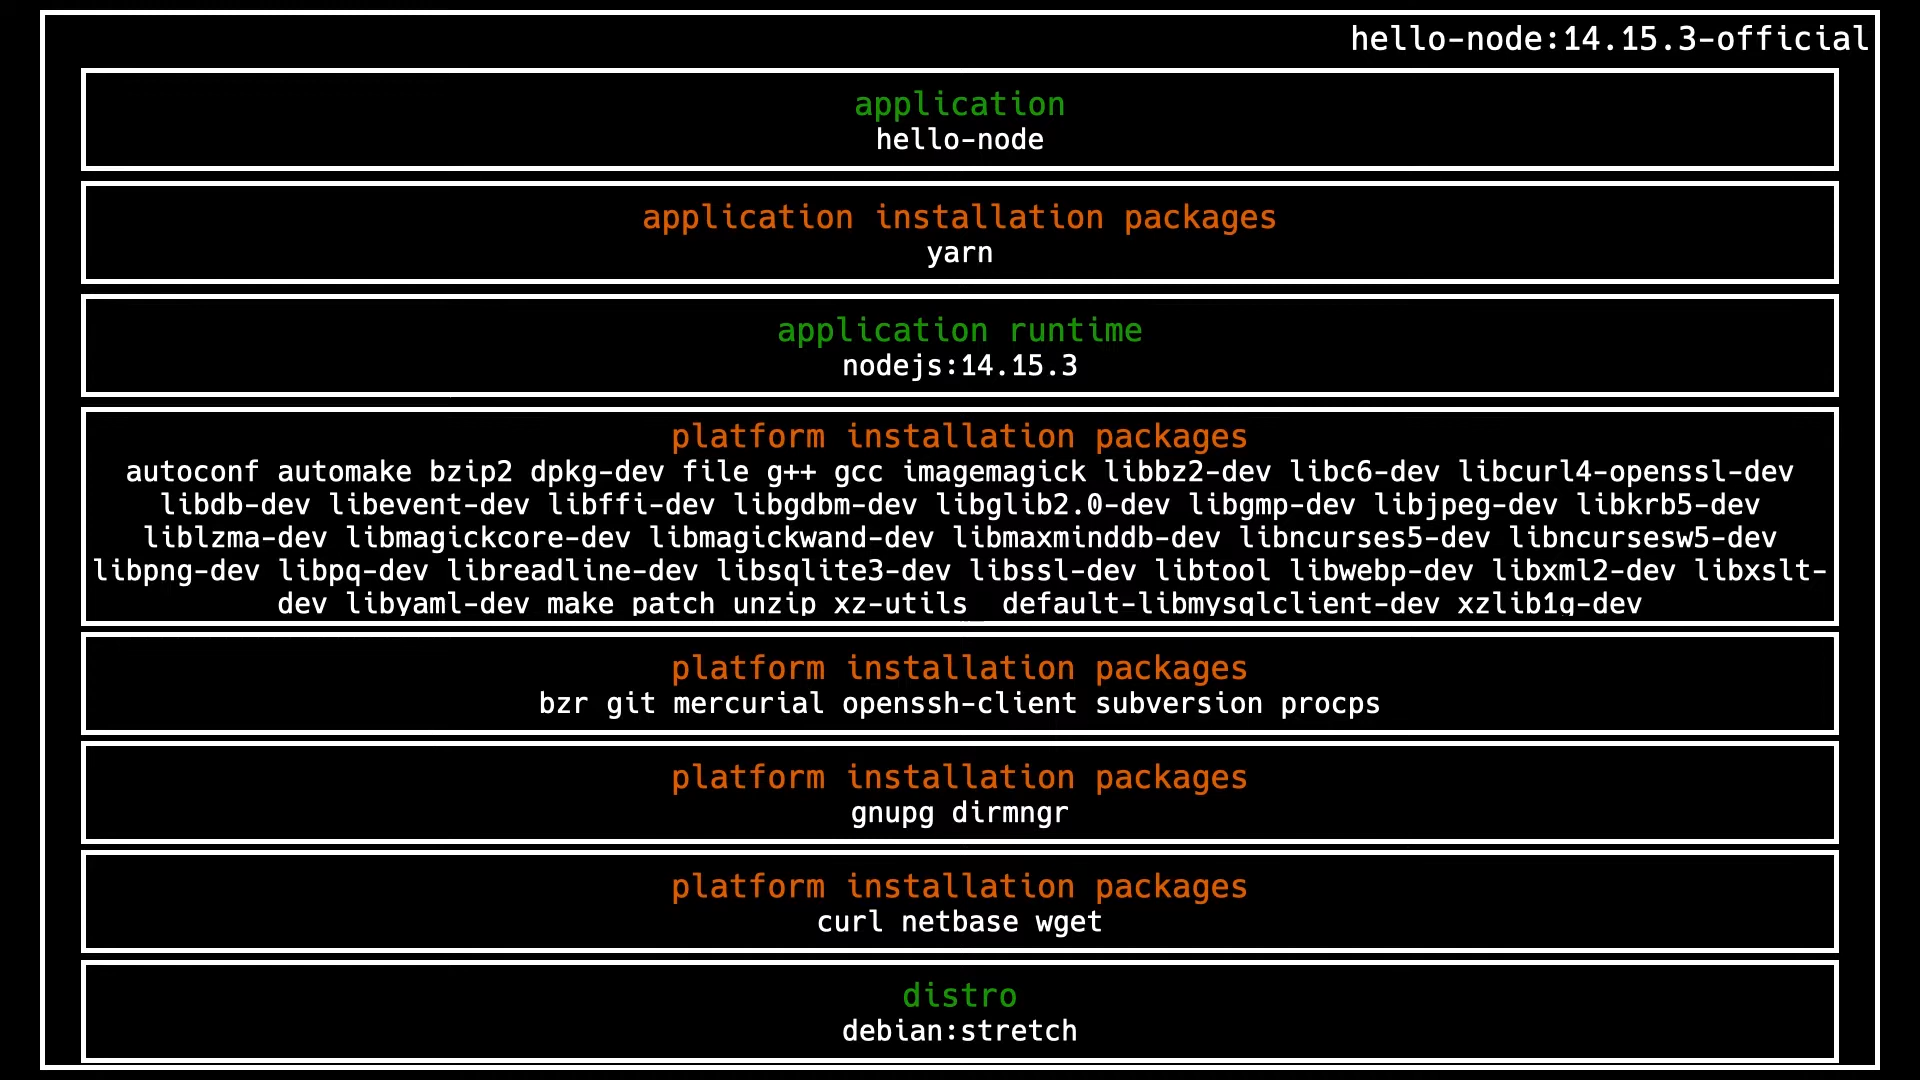 hello-node:14.15.3-official
application
hello-node
application installation packages
yarn
application runtime
nodejs:14.15.3
platform installation packages
autoconf automake bzip2 dpkg-dev file g++ gcc imagemagick libbz2-dev libc6-dev libcurl4-openssl-dev
libdb-dev libevent-dev libffi-dev libgdbm-dev libglib2.0-dev libgmp-dev libjpeg-dev libkrb5-dev
liblzma-dev libmagickcore-dev libmagickwand-dev libmaxminddb-dev libncurses5-dev libncursesw5-dev
libpng-dev libpq-dev libreadline-dev libsqlite3-dev libssl-dev libtool libwebp-dev libxml2-dev libxslt-
dev libyaml-dev make patch unzip xz-utils default-libmysqlclient-dev xzlib1g-dev
platform installation packages
bzr git mercurial openssh-client subversion procps
platform installation packages
gnupg dirmngr
platform installation packages
curl netbase wget
distro
debian:stretch